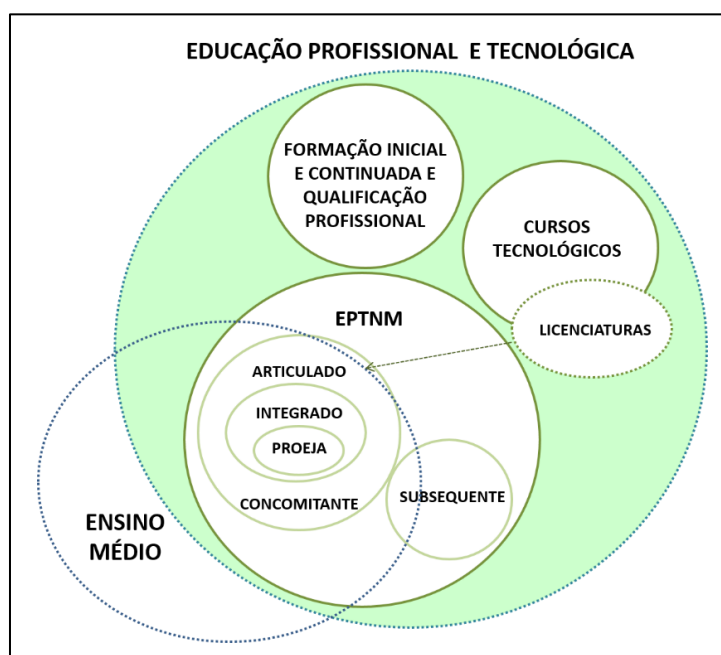 EDUCAÇÃO PROFISSIONAL E TECNOLÓGICA
FORMAÇÃO INICIAL
E CONTINUADA E
QUALIFICAÇÃO
PROFISSIONAL
CURSOS
TECNOLÓGICOS
LICENCIATURAS
EPTNM
ARTICULADO
INTEGRADO
PROEJA
CONCOMITANTE
SUBSEQUENTE
ENSINO
MÉDIO